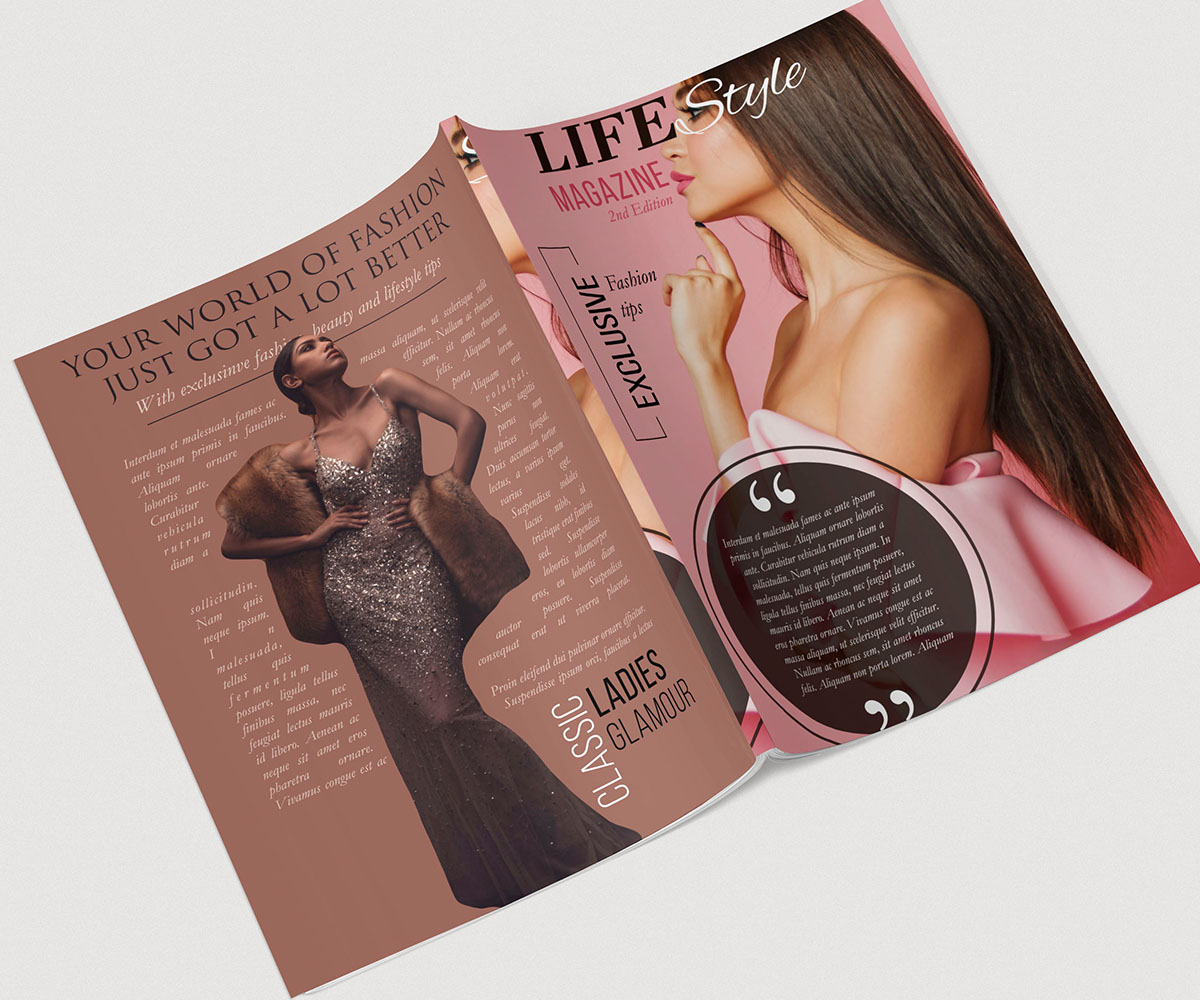 YOUR WORLD OF FASHION
JUST GOT A LOT BETTER
With exclusinve fashion, beauty and lifestyle tips
Interdum et malesuada fames ac
ante ipsum primis in faucibus.
Aliquam ornare
lobortis ante.
Curabitur
vehicula
rutrum
diam a
sollicitudin.
Nam quis
neque ipsum.
I n
malesuada,
tellus quis
fermentum
posuere, ligula tellus
finibus massa, nec
feugiat lectus mauris
id libero. Aenean ac
neque sit amet eros
pharetra ornare.
Vivamus congue est ac
massa aliquam, ut scelerisque velit
efficitur. Nullam ac rhoncus
sem, sit amet rhoncus
felis. Aliquam non
porta lorem.
Aliquam erat
volutpat.
Nunc sagittis
purus non
ultrices feugiat.
Duis accumsan tortor
lectus, a varius ipsum
varius eget.
Suspendisse sodales
lacus nibh, id
tristique erat finibus
sed. Suspendisse
lobortis ullamcorper
eros, eu lobortis diam
auctor posuere. Suspendisse
consequat erat ut viverra placerat.
Proin eleifend dui pulvinar ornare efficitur.
Suspendisse ipsum orci, faucibus a lectus
CLASSIC
LADIES
GLAMOUR
LIFE Style
MAGAZINE
2nd Edition
EXCLUSIVE
Fashion
tips
“
Interdum et malesuada fames ac ante ipsum
primis in faucibus. Aliquam ornare lobortis
ante. Curabitur vehicula rutrum diam a
sollicitudin. Nam quis neque ipsum. In
malesuada, tellus quis fermentum posuere,
ligula tellus finibus massa, nec feugiat lectus
mauris id libero. Aenean ac neque sit amet
eros pharetra ornare. Vivamus congue est ac
massa aliquam, ut scelerisque velit efficitur.
Nullam ac rhoncus sem, sit amet rhoncus
felis. Aliquam non porta lorem. Aliquam
”